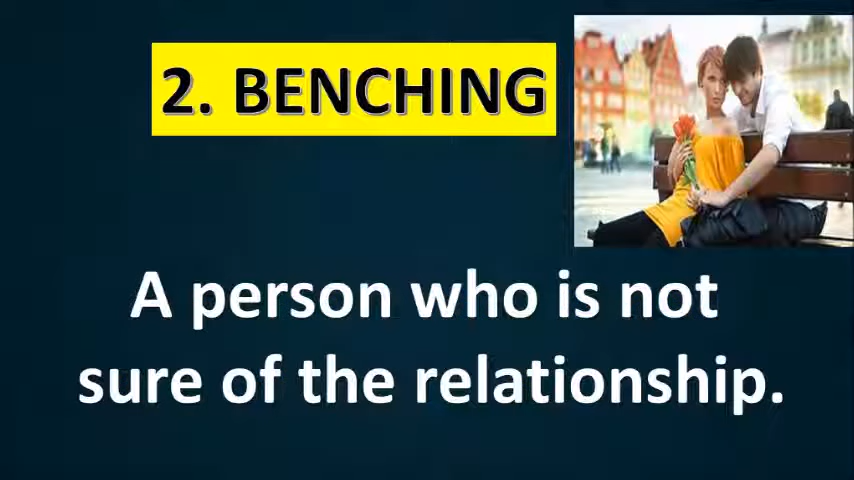 2. BENCHING
A person who is not
sure of the relationship.